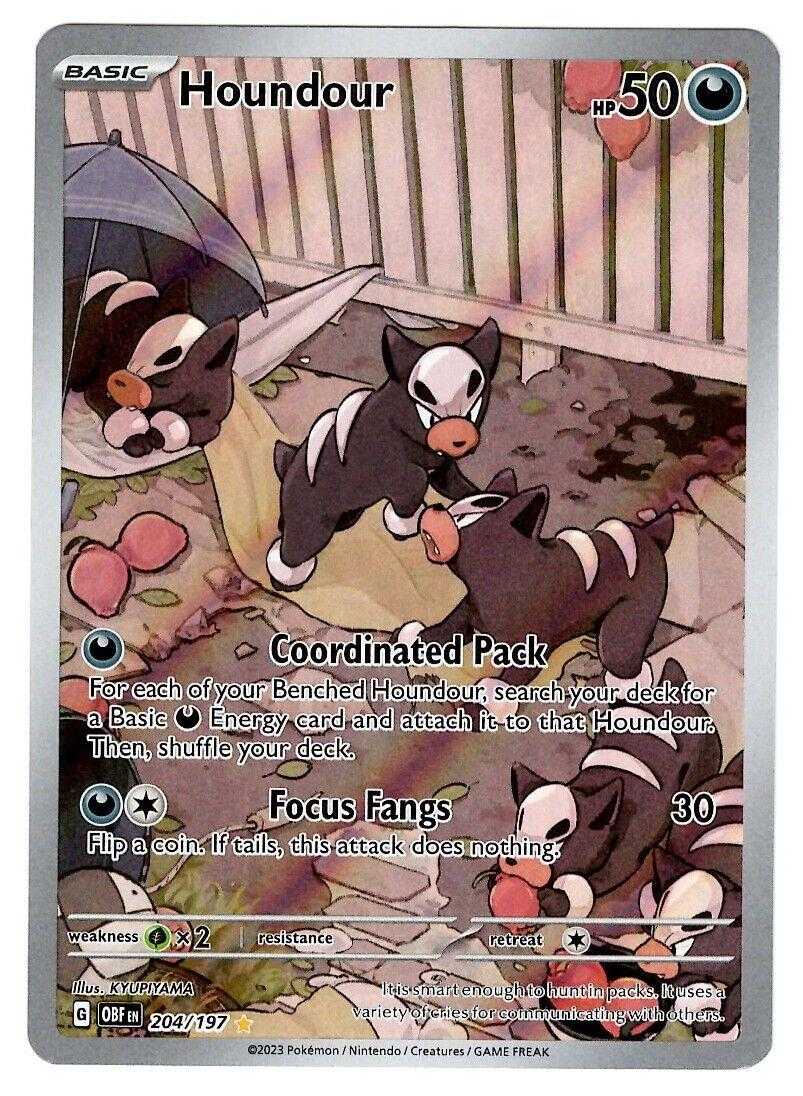 BASIC
Houndour
HP 50
Coordinated Pack
For each of your Benched Houndour, search your deck for
a Basic Energy card and attach it to that Houndour.
Then, shuffle your deck.
Focus Fangs 30
Flip a coin. If tails, this attack does nothing.
weakness ×2 resistance retreat
Illus. KYUPIYAMA
It is smart enough to hunt in packs. It uses a
variety of cries for communicating with others.
G OBF EN 204/197
©2023 Pokémon / Nintendo / Creatures / GAME FREAK